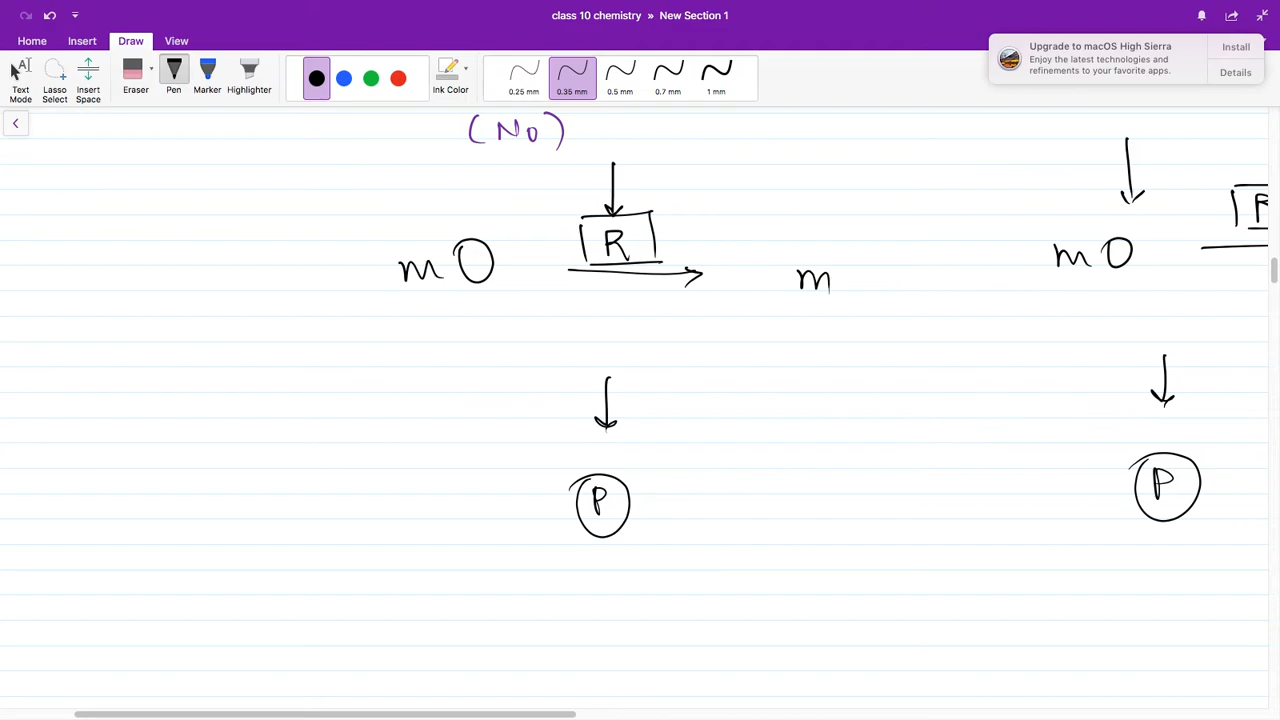 class 10 chemistry » New Section 1
Home Insert Draw View
Upgrade to macOS High Sierra
Enjoy the latest technologies and
refinements to your favorite apps.
Install
Details
Text
Mode
Lasso
Select
Insert
Space
Eraser
Pen
Marker
Highlighter
Ink Color
0.25 mm
0.35 mm
0.5 mm
0.7 mm
1 mm
(No)
R
R
mO
m
mO
P
P